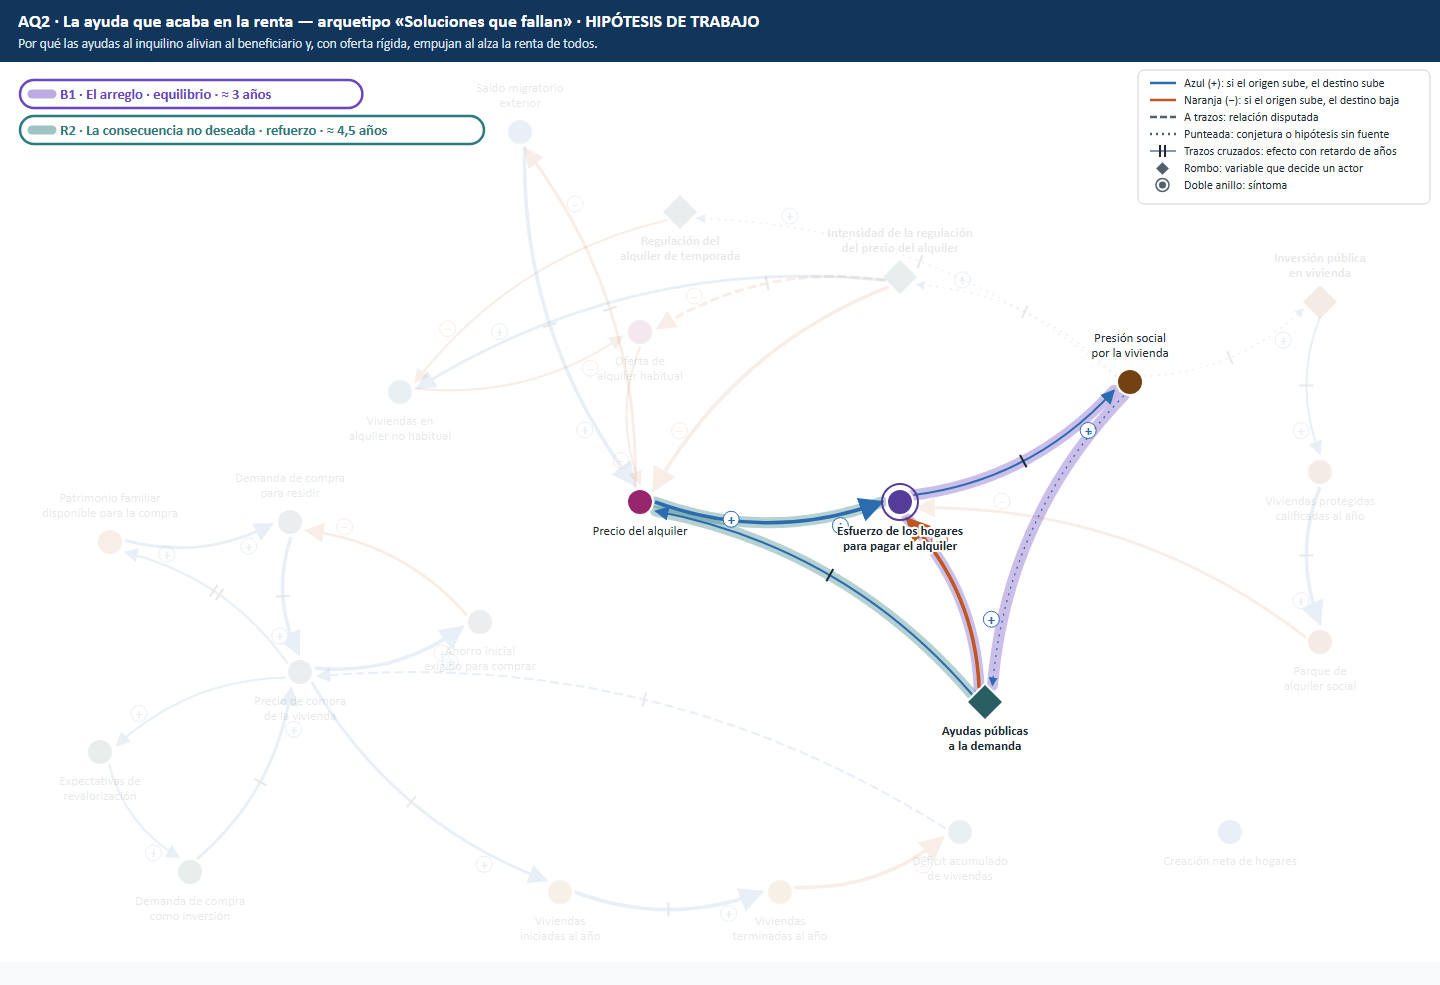 AQ2 · La ayuda que acaba en la renta — arquetipo «Soluciones que fallan» · HIPÓTESIS DE TRABAJO
Por qué las ayudas al inquilino alivian al beneficiario y, con oferta rígida, empujan al alza la renta de todos.
B1 · El arreglo · equilibrio · ≈ 3 años
R2 · La consecuencia no deseada · refuerzo · ≈ 4,5 años
Azul (+): si el origen sube, el destino sube
Naranja (−): si el origen sube, el destino baja
A trazos: relación disputada
Punteada: conjetura o hipótesis sin fuente
Trazos cruzados: efecto con retardo de años
Rombo: variable que decide un actor
Doble anillo: síntoma
Saldo migratorio
exterior
Regulación del
alquiler de temporada
Intensidad de la regulación
del precio del alquiler
Inversión pública
en vivienda
Presión social
por la vivienda
Oferta de
alquiler habitual
Viviendas en
alquiler no habitual
Demanda de compra
para residir
Patrimonio familiar
disponible para la compra
Precio del alquiler
Esfuerzo de los hogares
para pagar el alquiler
Viviendas protegidas
calificadas al año
Ahorro inicial
exigido para comprar
Precio de compra
de la vivienda
Parque de
alquiler social
Ayudas públicas
a la demanda
Expectativas de
revalorización
Déficit acumulado
de viviendas
Creación neta de hogares
Demanda de compra
como inversión
Viviendas
iniciadas al año
Viviendas
terminadas al año